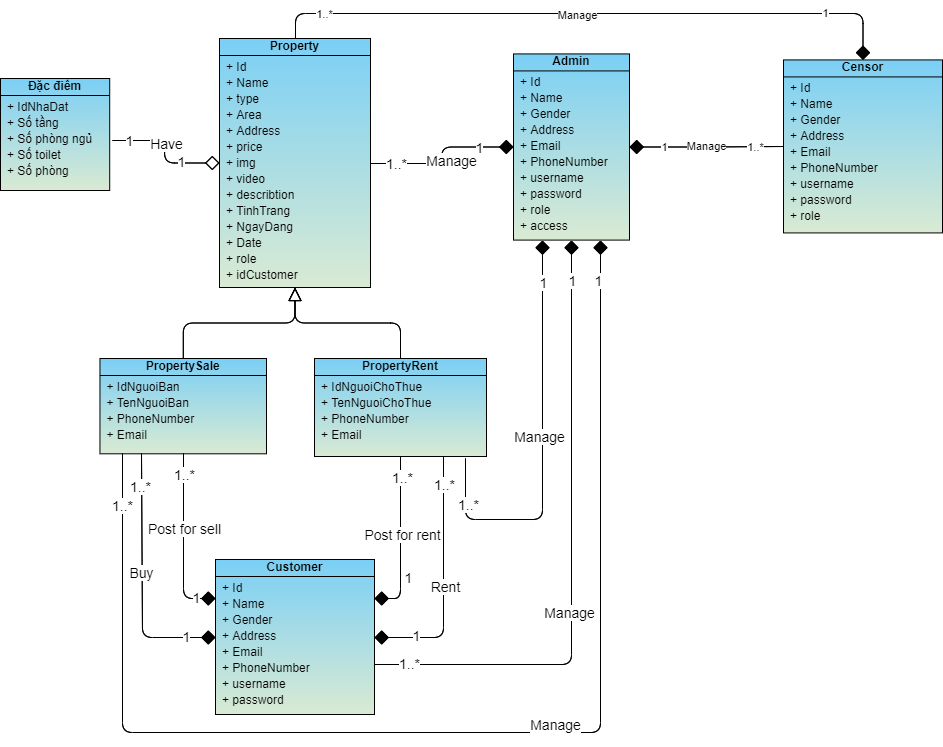 1..*
Manage
1
Property
+ Id
+ Name
+ type
+ Area
+ Address
+ price
+ img
+ video
+ describtion
+ TinhTrang
+ NgayDang
+ Date
+ role
+ idCustomer
Đặc điểm
+ IdNhaDat
+ Số tầng
+ Số phòng ngủ
+ Số toilet
+ Số phòng
1
Have
1
1..*
Manage
1
Admin
+ Id
+ Name
+ Gender
+ Address
+ Email
+ PhoneNumber
+ username
+ password
+ role
+ access
1
Manage
1..*
Censor
+ Id
+ Name
+ Gender
+ Address
+ Email
+ PhoneNumber
+ username
+ password
+ role
1
1
1
PropertySale
+ IdNguoiBan
+ TenNguoiBan
+ PhoneNumber
+ Email
PropertyRent
+ IdNguoiChoThue
+ TenNguoiChoThue
+ PhoneNumber
+ Email
Manage
1..*
1..*
1..*
1..*
1..*
1..*
Post for sell
Post for rent
Buy
Rent
1
1
1
1
Customer
+ Id
+ Name
+ Gender
+ Address
+ Email
+ PhoneNumber
+ username
+ password
Manage
1..*
Manage